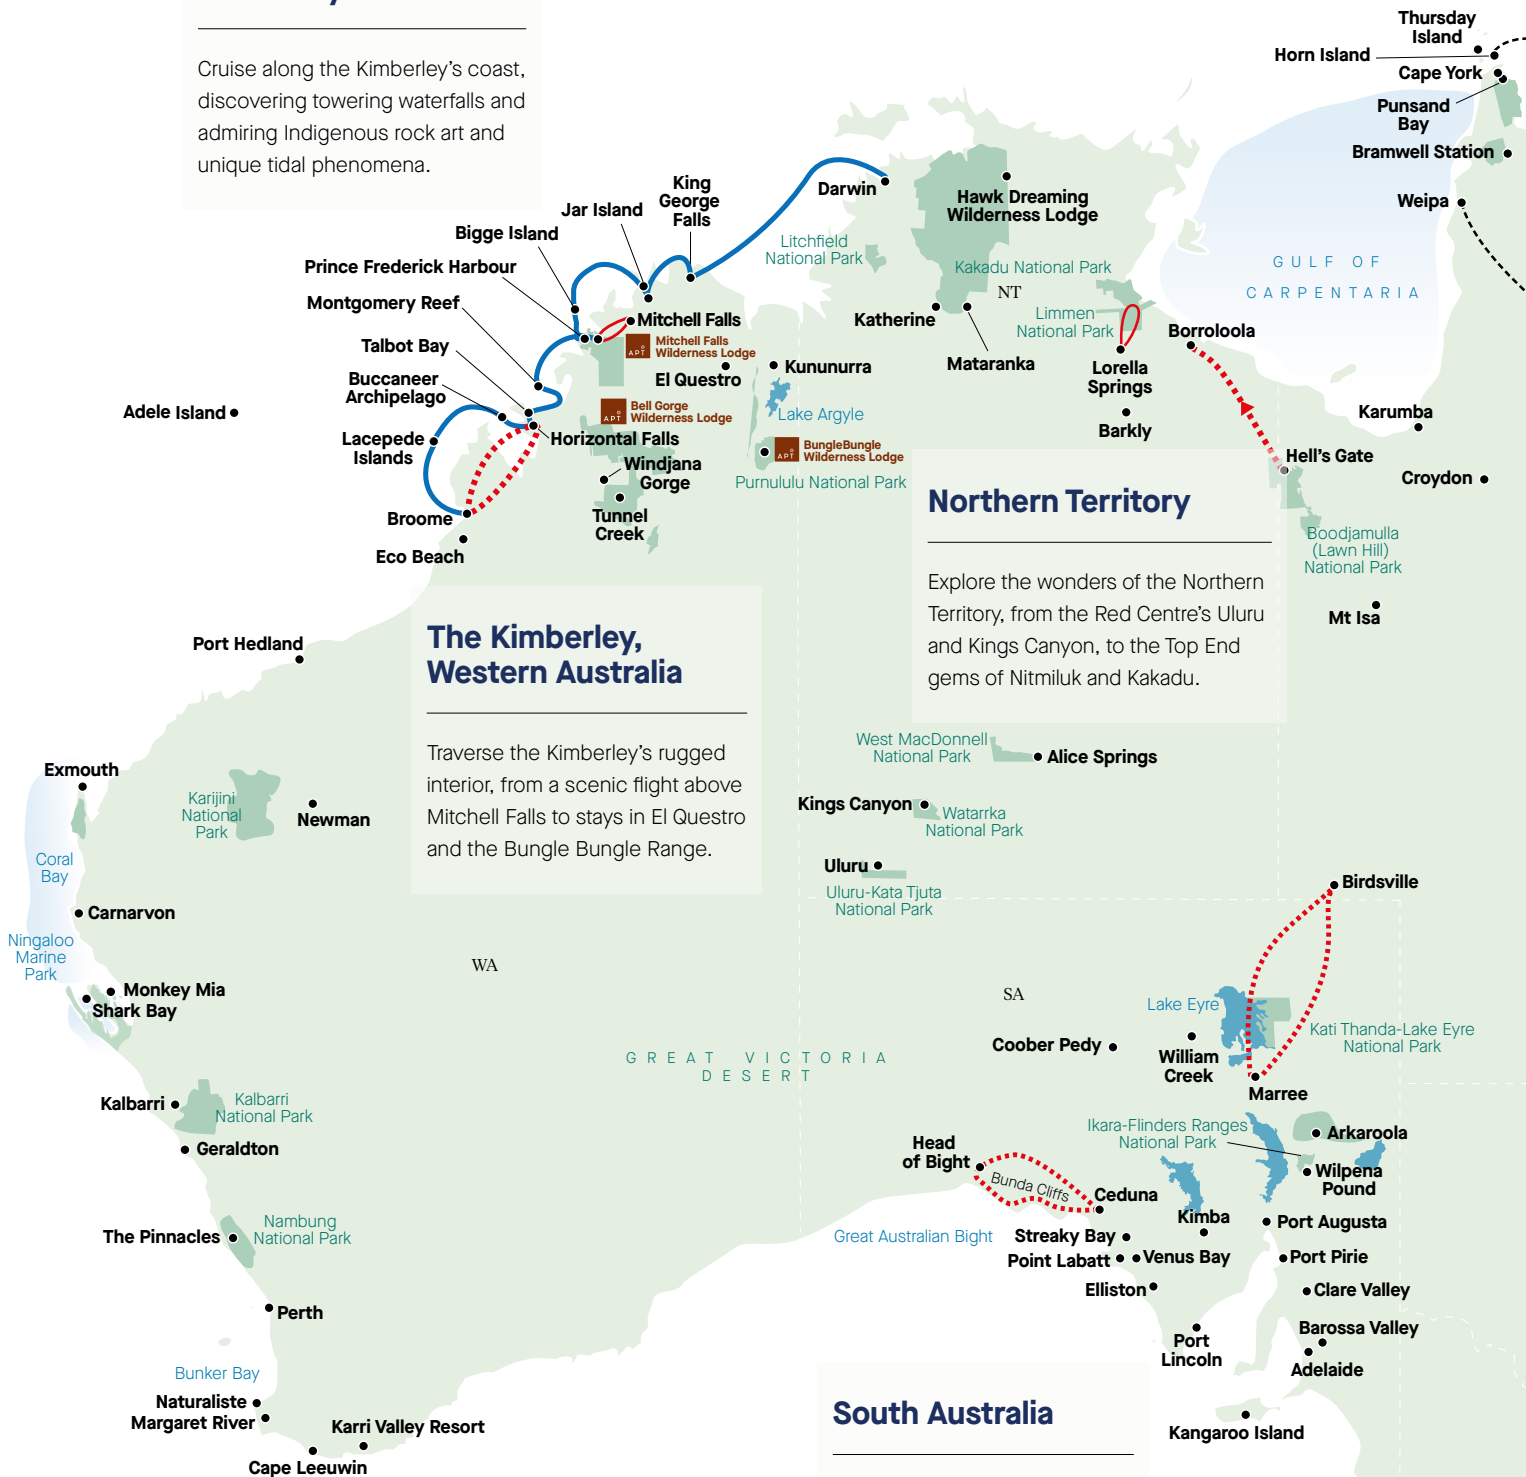 Cruise along the Kimberley's coast,
discovering towering waterfalls and
admiring Indigenous rock art and
unique tidal phenomena.
Thursday
Island
Horn Island
Cape York
Punsand
Bay
Bramwell Station
Weipa
GULF OF
CARPENTARIA
King
George
Falls
Jar Island
Bigge Island
Prince Frederick Harbour
Montgomery Reef
Talbot Bay
Buccaneer
Archipelago
Adele Island
Lacepede
Islands
Broome
Eco Beach
Darwin
Litchfield
National Park
Hawk Dreaming
Wilderness Lodge
Kakadu National Park
NT
Limmen
National Park
Katherine
Mataranka
Lorella
Springs
Borroloola
Barkly
Mitchell Falls
APT
Mitchell Falls
Wilderness Lodge
El Questro
Kununurra
Lake Argyle
APT
Bell Gorge
Wilderness Lodge
Horizontal Falls
Windjana
Gorge
Tunnel
Creek
APT
BungleBungle
Wilderness Lodge
Purnululu National Park
Karumba
Hell's Gate
Croydon
Boodjamulla
(Lawn Hill)
National Park
Mt Isa
Northern Territory
Explore the wonders of the Northern
Territory, from the Red Centre's Uluru
and Kings Canyon, to the Top End
gems of Nitmiluk and Kakadu.
The Kimberley,
Western Australia
Traverse the Kimberley's rugged
interior, from a scenic flight above
Mitchell Falls to stays in El Questro
and the Bungle Bungle Range.
Port Hedland
Exmouth
Karijini
National
Park
Newman
Coral
Bay
Carnarvon
Ningaloo
Marine
Park
Monkey Mia
Shark Bay
WA
West MacDonnell
National Park
Alice Springs
Kings Canyon
Watarrka
National Park
Uluru
Uluru-Kata Tjuta
National Park
Birdsville
SA
Lake Eyre
Kati Thanda-Lake Eyre
National Park
Coober Pedy
William
Creek
Marree
GREAT VICTORIA
DESERT
Kalbarri
Kalbarri
National Park
Geraldton
The Pinnacles
Nambung
National Park
Perth
Bunker Bay
Naturaliste
Margaret River
Karri Valley Resort
Cape Leeuwin
Ikara-Flinders Ranges
National Park
Arkaroola
Wilpena
Pound
Head
of Bight
Bunda Cliffs
Ceduna
Kimba
Port Augusta
Great Australian Bight
Streaky Bay
Point Labatt
Venus Bay
Port Pirie
Elliston
Clare Valley
Port
Lincoln
Barossa Valley
Adelaide
Kangaroo Island
South Australia